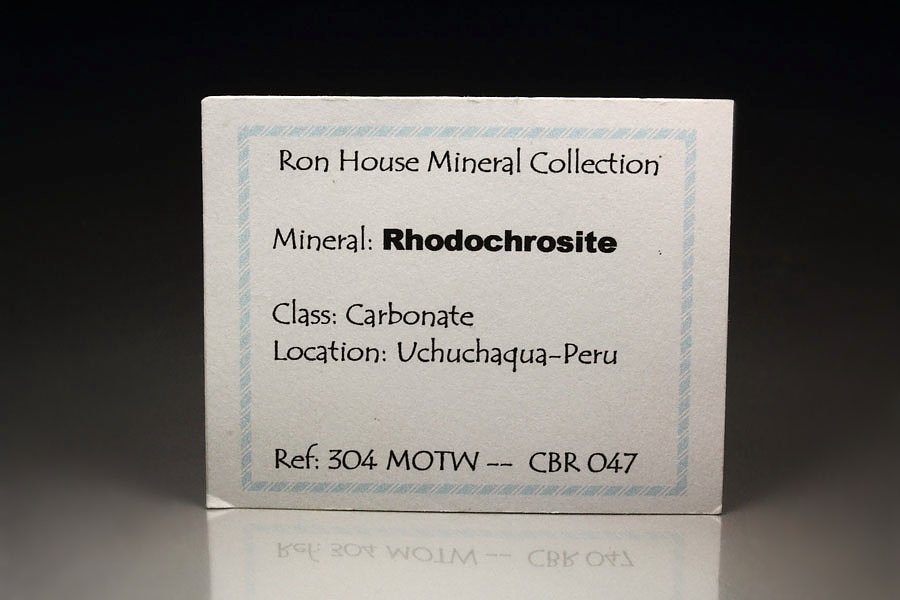 Ron House Mineral Collection
Mineral: Rhodochrosite
Class: Carbonate
Location: Uchuchaqua-Peru
Ref: 304 MOTW -- CBR 047